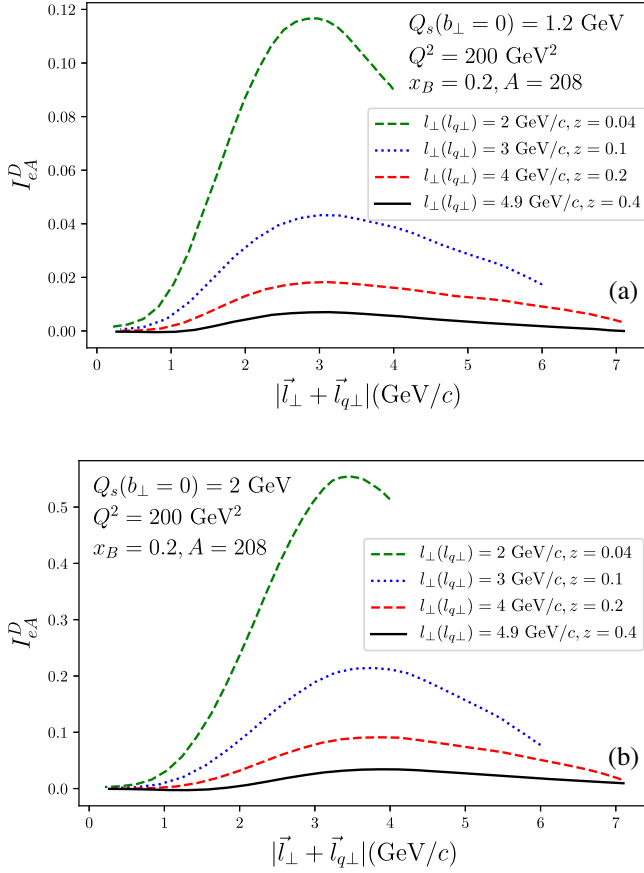 0.12
0.10
0.08
0.06
0.04
0.02
0.00
I^D_{eA}
Q_s(b_⊥ = 0) = 1.2 GeV
Q^2 = 200 GeV^2
x_B = 0.2, A = 208
l_⊥(l_{q⊥}) = 2 GeV/c, z = 0.04
l_⊥(l_{q⊥}) = 3 GeV/c, z = 0.1
l_⊥(l_{q⊥}) = 4 GeV/c, z = 0.2
l_⊥(l_{q⊥}) = 4.9 GeV/c, z = 0.4
(a)
0 1 2 3 4 5 6 7
|\vec{l}_⊥ + \vec{l}_{q⊥}|(GeV/c)
0.5
0.4
0.3
0.2
0.1
0.0
I^D_{eA}
Q_s(b_⊥ = 0) = 2 GeV
Q^2 = 200 GeV^2
x_B = 0.2, A = 208
l_⊥(l_{q⊥}) = 2 GeV/c, z = 0.04
l_⊥(l_{q⊥}) = 3 GeV/c, z = 0.1
l_⊥(l_{q⊥}) = 4 GeV/c, z = 0.2
l_⊥(l_{q⊥}) = 4.9 GeV/c, z = 0.4
(b)
0 1 2 3 4 5 6 7
|\vec{l}_⊥ + \vec{l}_{q⊥}|(GeV/c)